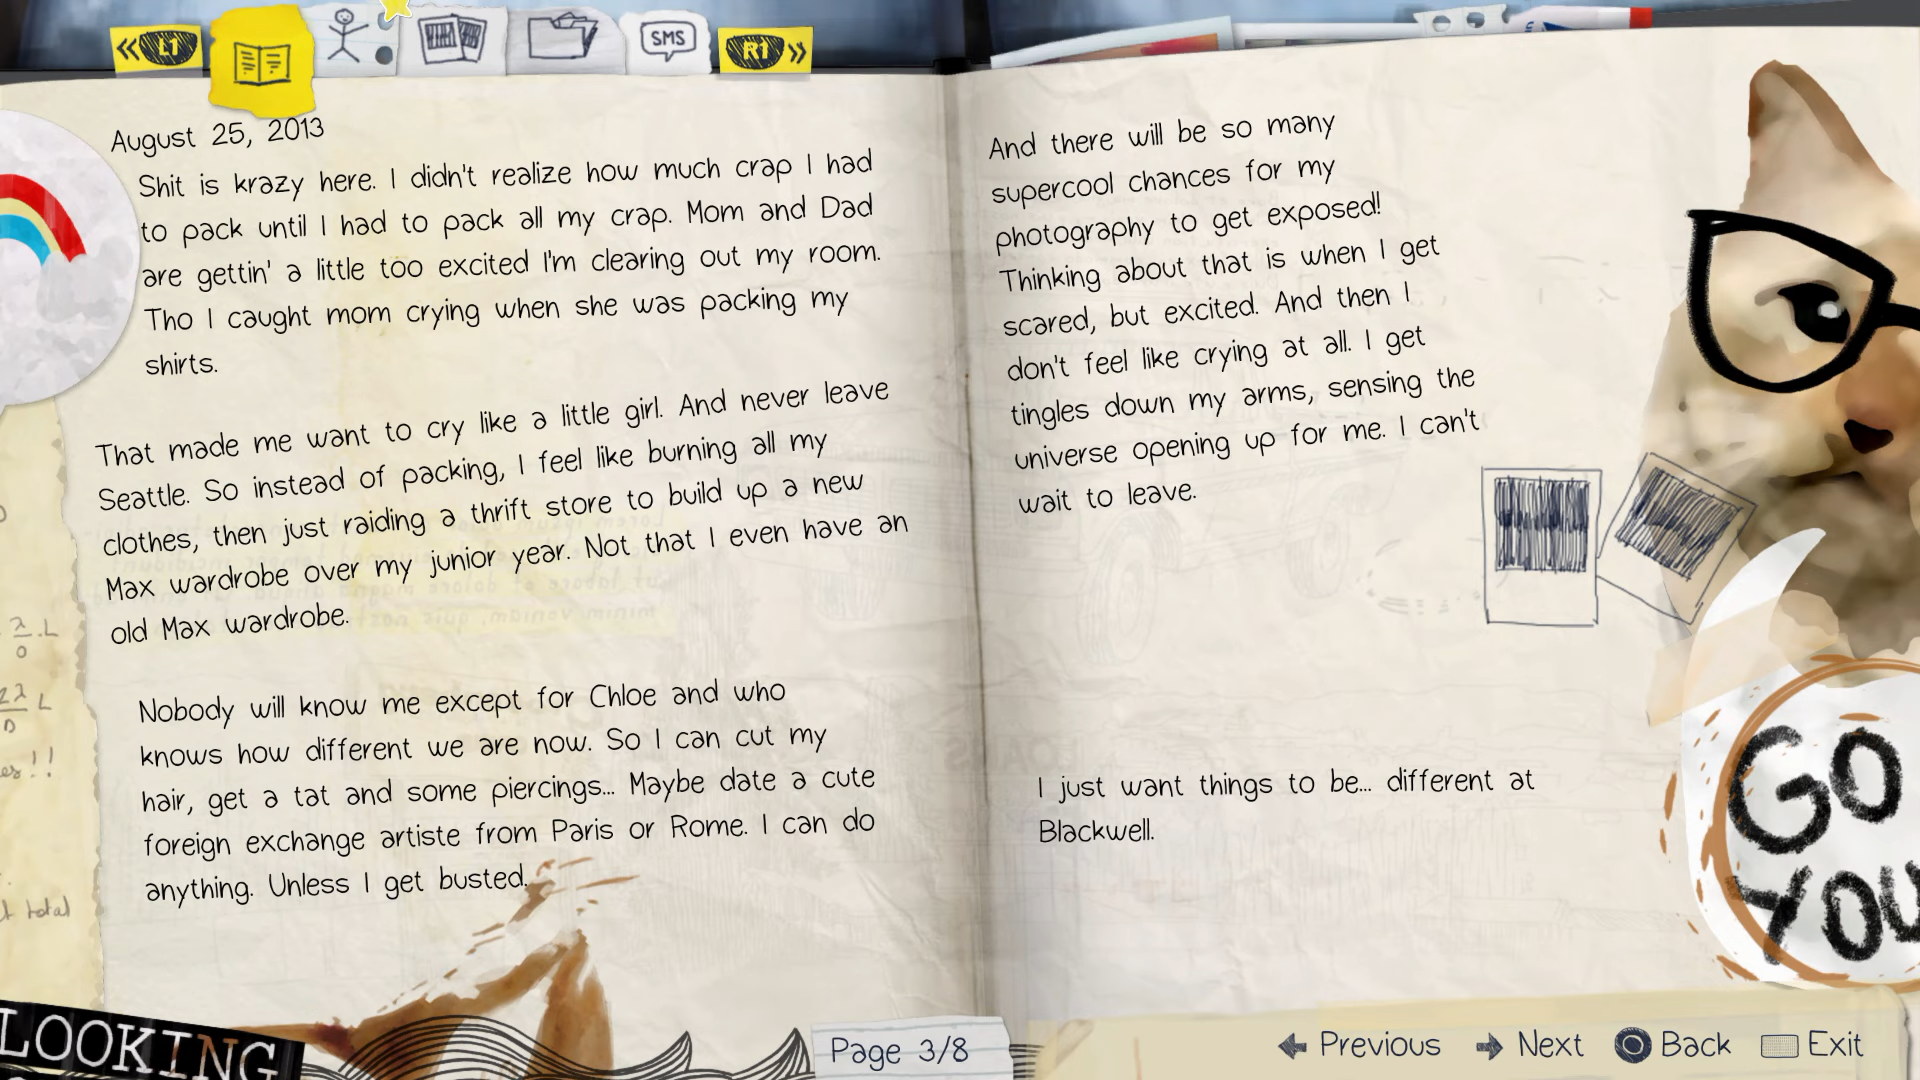 L1
SMS
R1
August 25, 2013
Shit is krazy here. I didn't realize how much crap I had
to pack until I had to pack all my crap. Mom and Dad
are gettin' a little too excited I'm clearing out my room.
Tho I caught mom crying when she was packing my
shirts.
That made me want to cry like a little girl. And never leave
Seattle. So instead of packing, I feel like burning all my
clothes, then just raiding a thrift store to build up a new
Max wardrobe over my junior year. Not that I even have an
old Max wardrobe.
Nobody will know me except for Chloe and who
knows how different we are now. So I can cut my
hair, get a tat and some piercings... Maybe date a cute
foreign exchange artiste from Paris or Rome. I can do
anything. Unless I get busted.
And there will be so many
supercool chances for my
photography to get exposed!
Thinking about that is when I get
scared, but excited. And then I
don't feel like crying at all. I get
tingles down my arms, sensing the
universe opening up for me. I can't
wait to leave.
I just want things to be... different at
Blackwell.
GO
YOU
LOOKING
Page 3/8
Previous
Next
Back
Exit